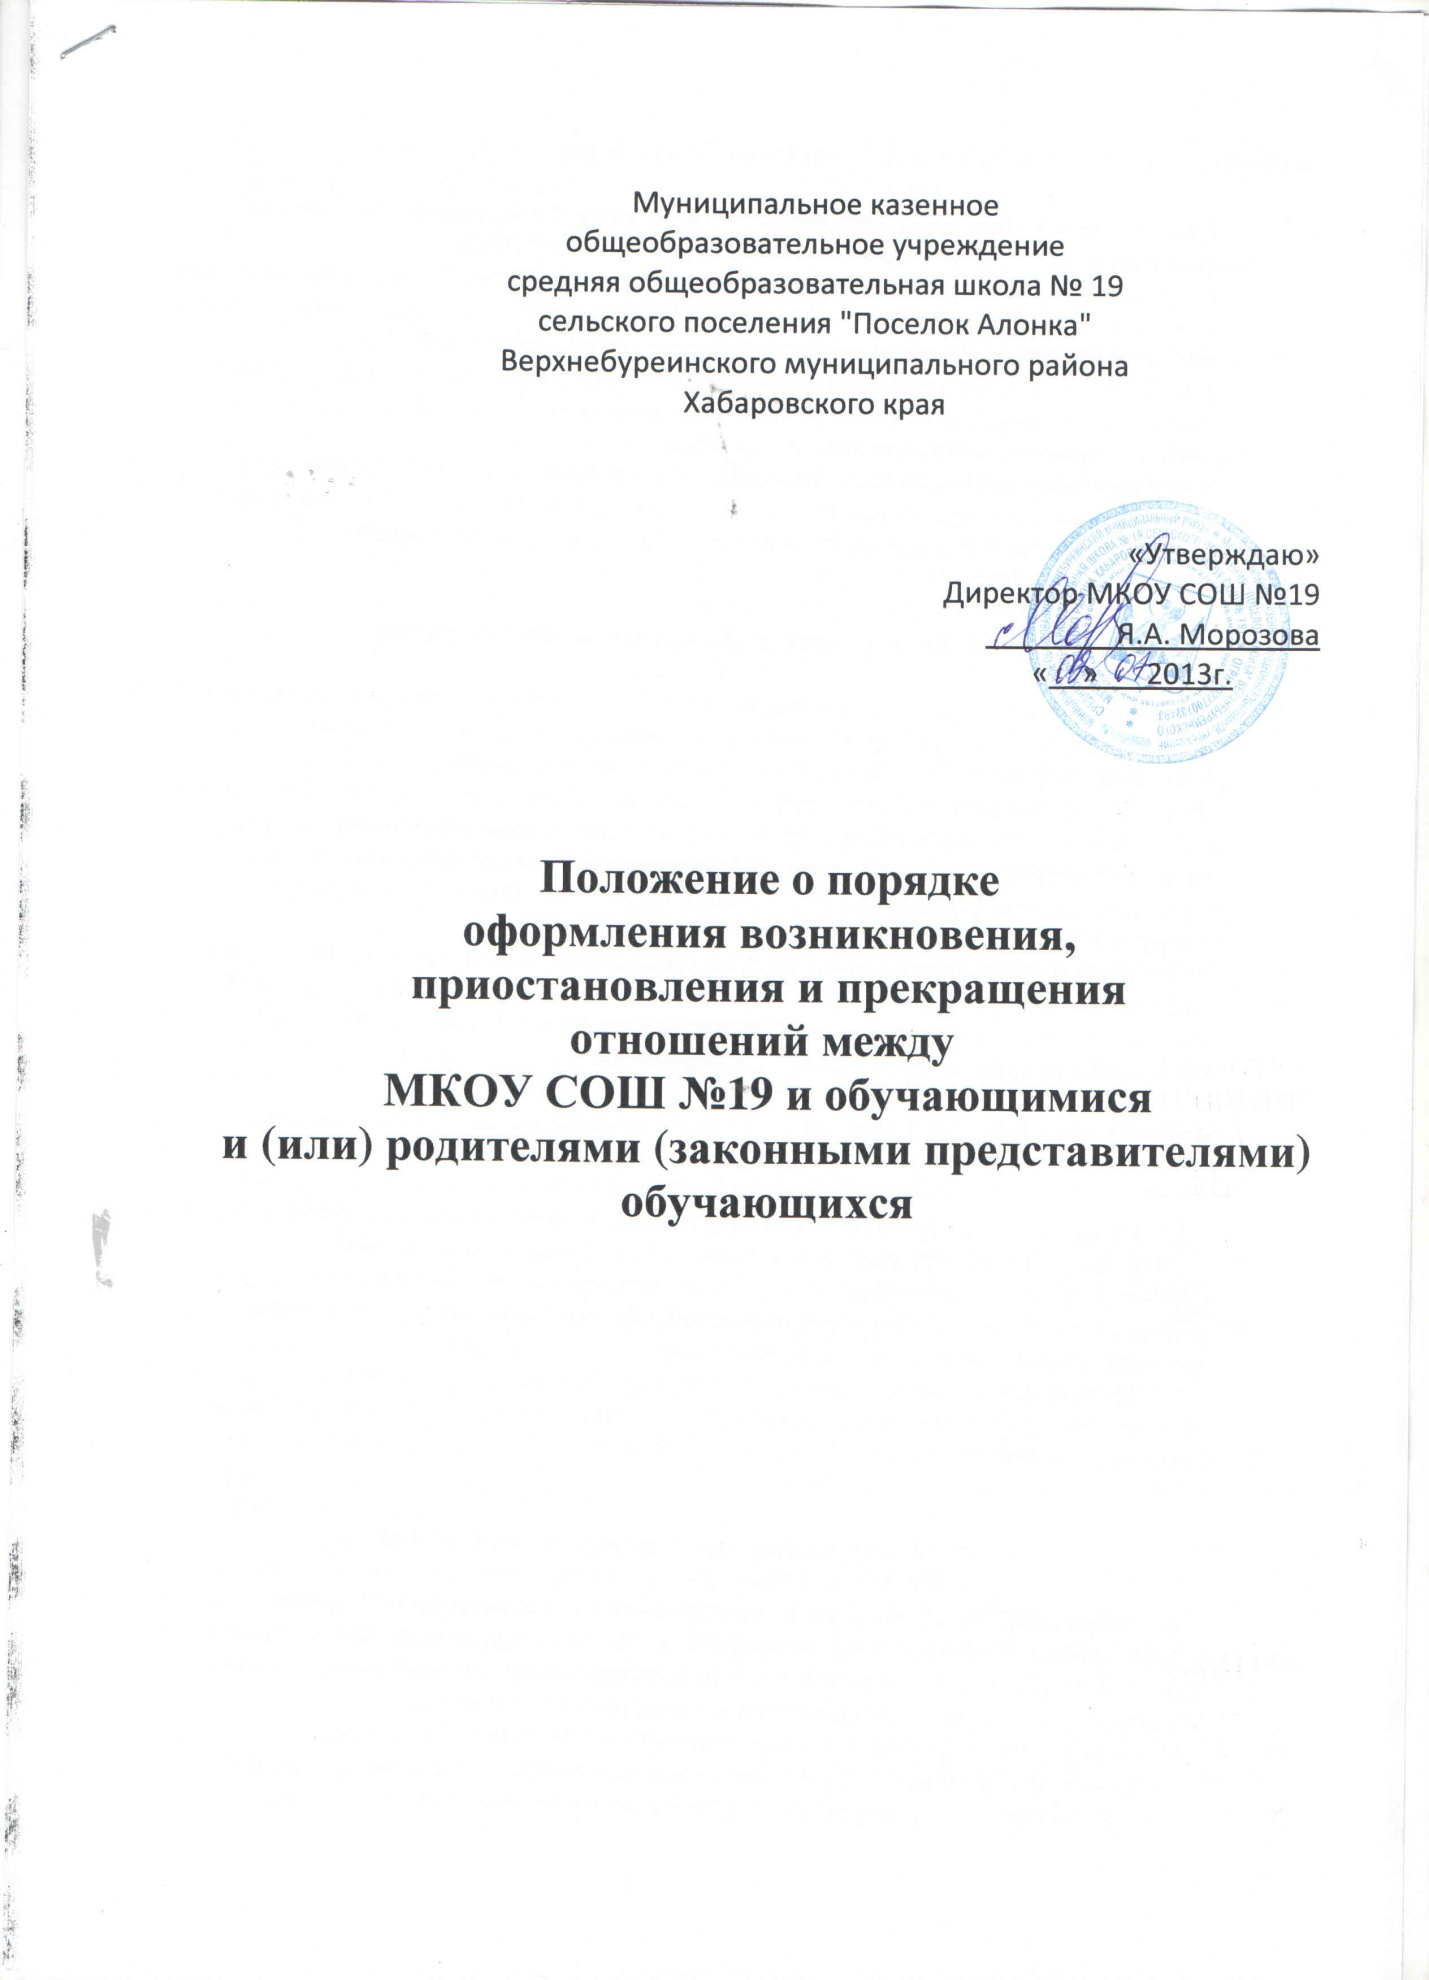 Муниципальное казенное
общеобразовательное учреждение
средняя общеобразовательная школа № 19
сельского поселения "Поселок Алонка"
Верхнебуреинского муниципального района
Хабаровского края
«Утверждаю»
Директор МКОУ СОШ №19
Я.А. Морозова
« » 2013г.
Положение о порядке
оформления возникновения,
приостановления и прекращения
отношений между
МКОУ СОШ №19 и обучающимися
и (или) родителями (законными представителями)
обучающихся